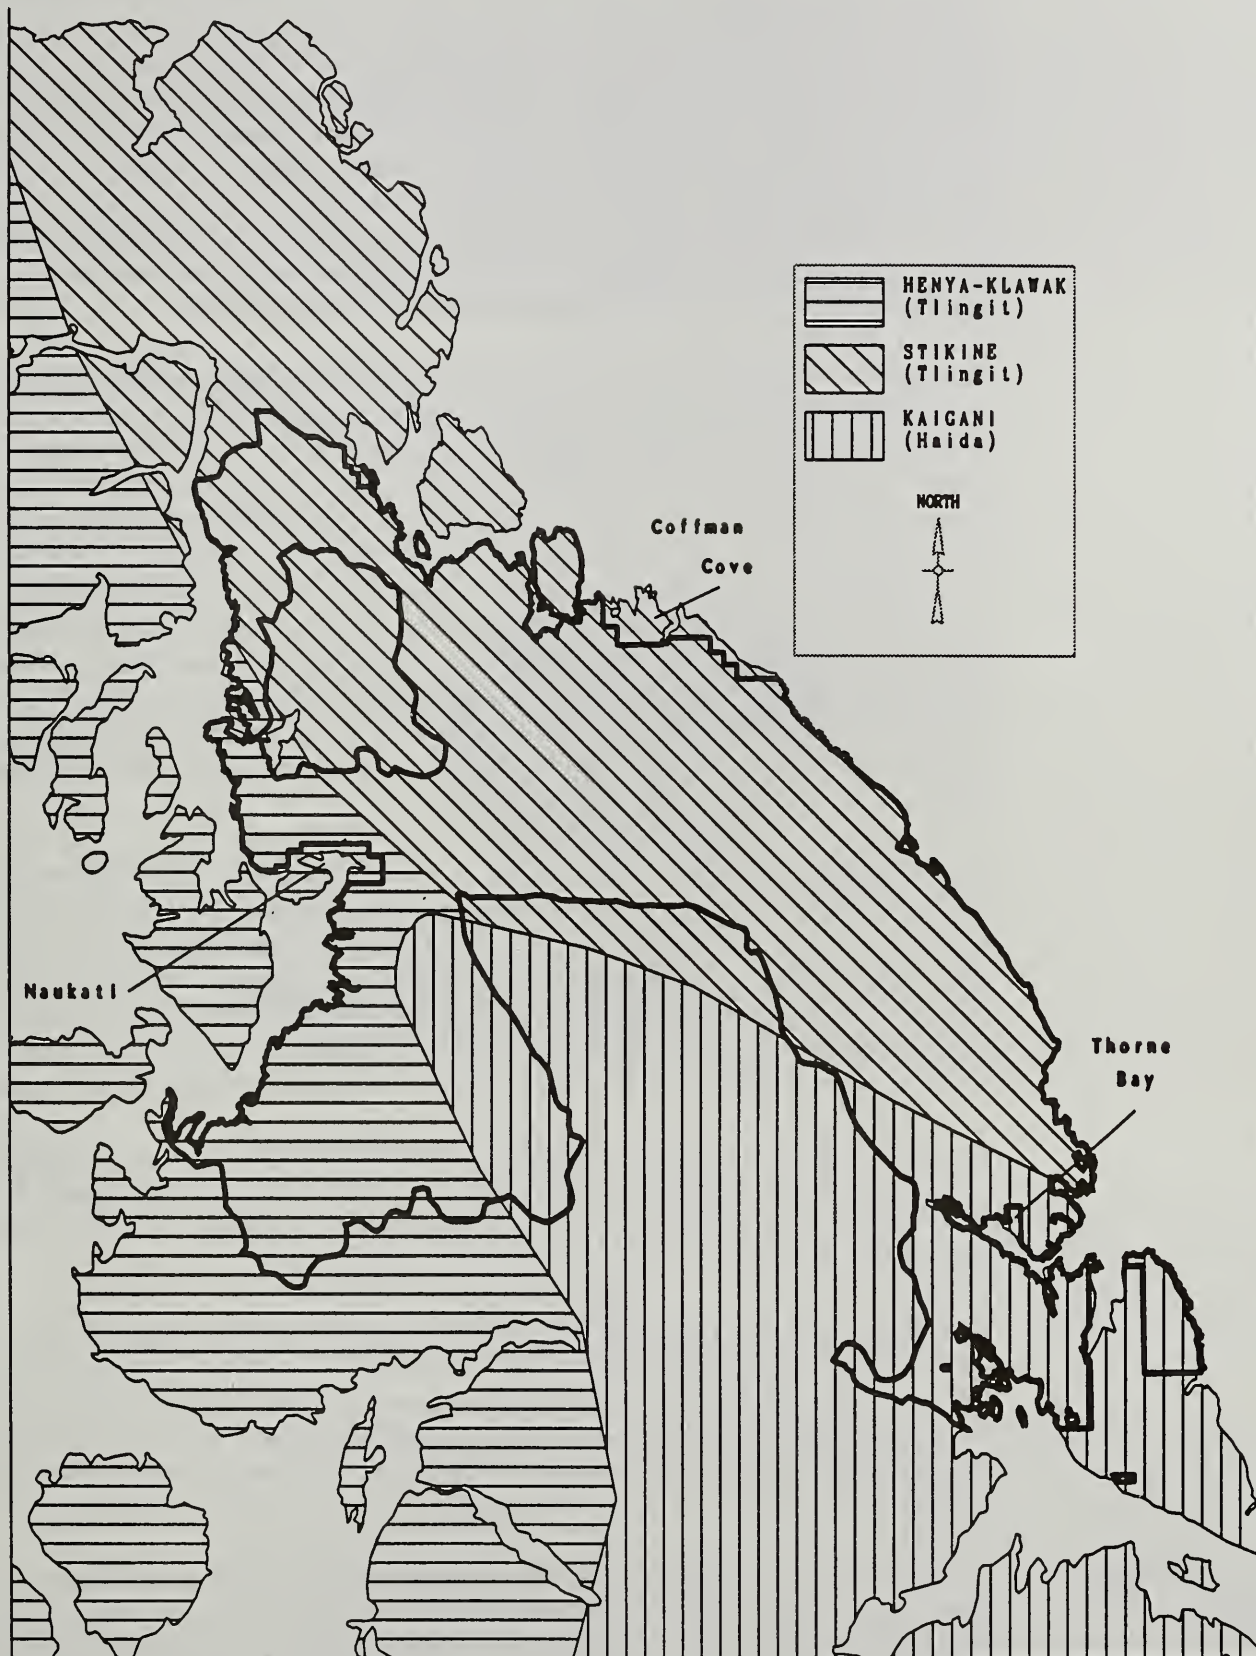 HENYA-KLAWAK
(Tlingit)
STIKINE
(Tlingit)
KAIGANI
(Haida)
NORTH
Coffman
Cove
Naukati
Thorne
Bay